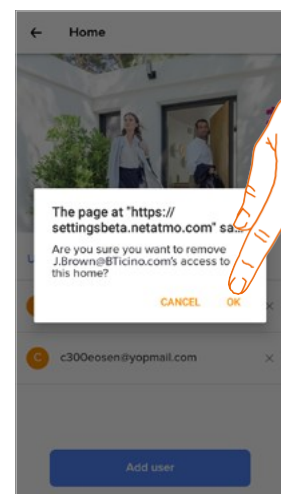 ← Home
The page at "https://
settingsbeta.netatmo.com" sa...
Are you sure you want to remove
J.Brown@BTicino.com's access to
this home?
CANCEL OK
C c300eosen@yopmail.com ×
Add user